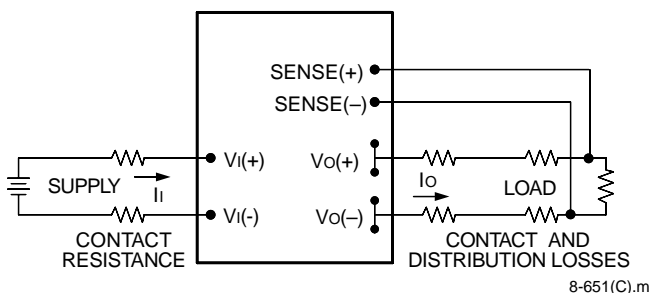 SENSE(+)
SENSE(–)
VI(+)
VO(+)
SUPPLY
II
IO
LOAD
VI(-)
VO(–)
CONTACT
RESISTANCE
CONTACT AND
DISTRIBUTION LOSSES
8-651(C).m